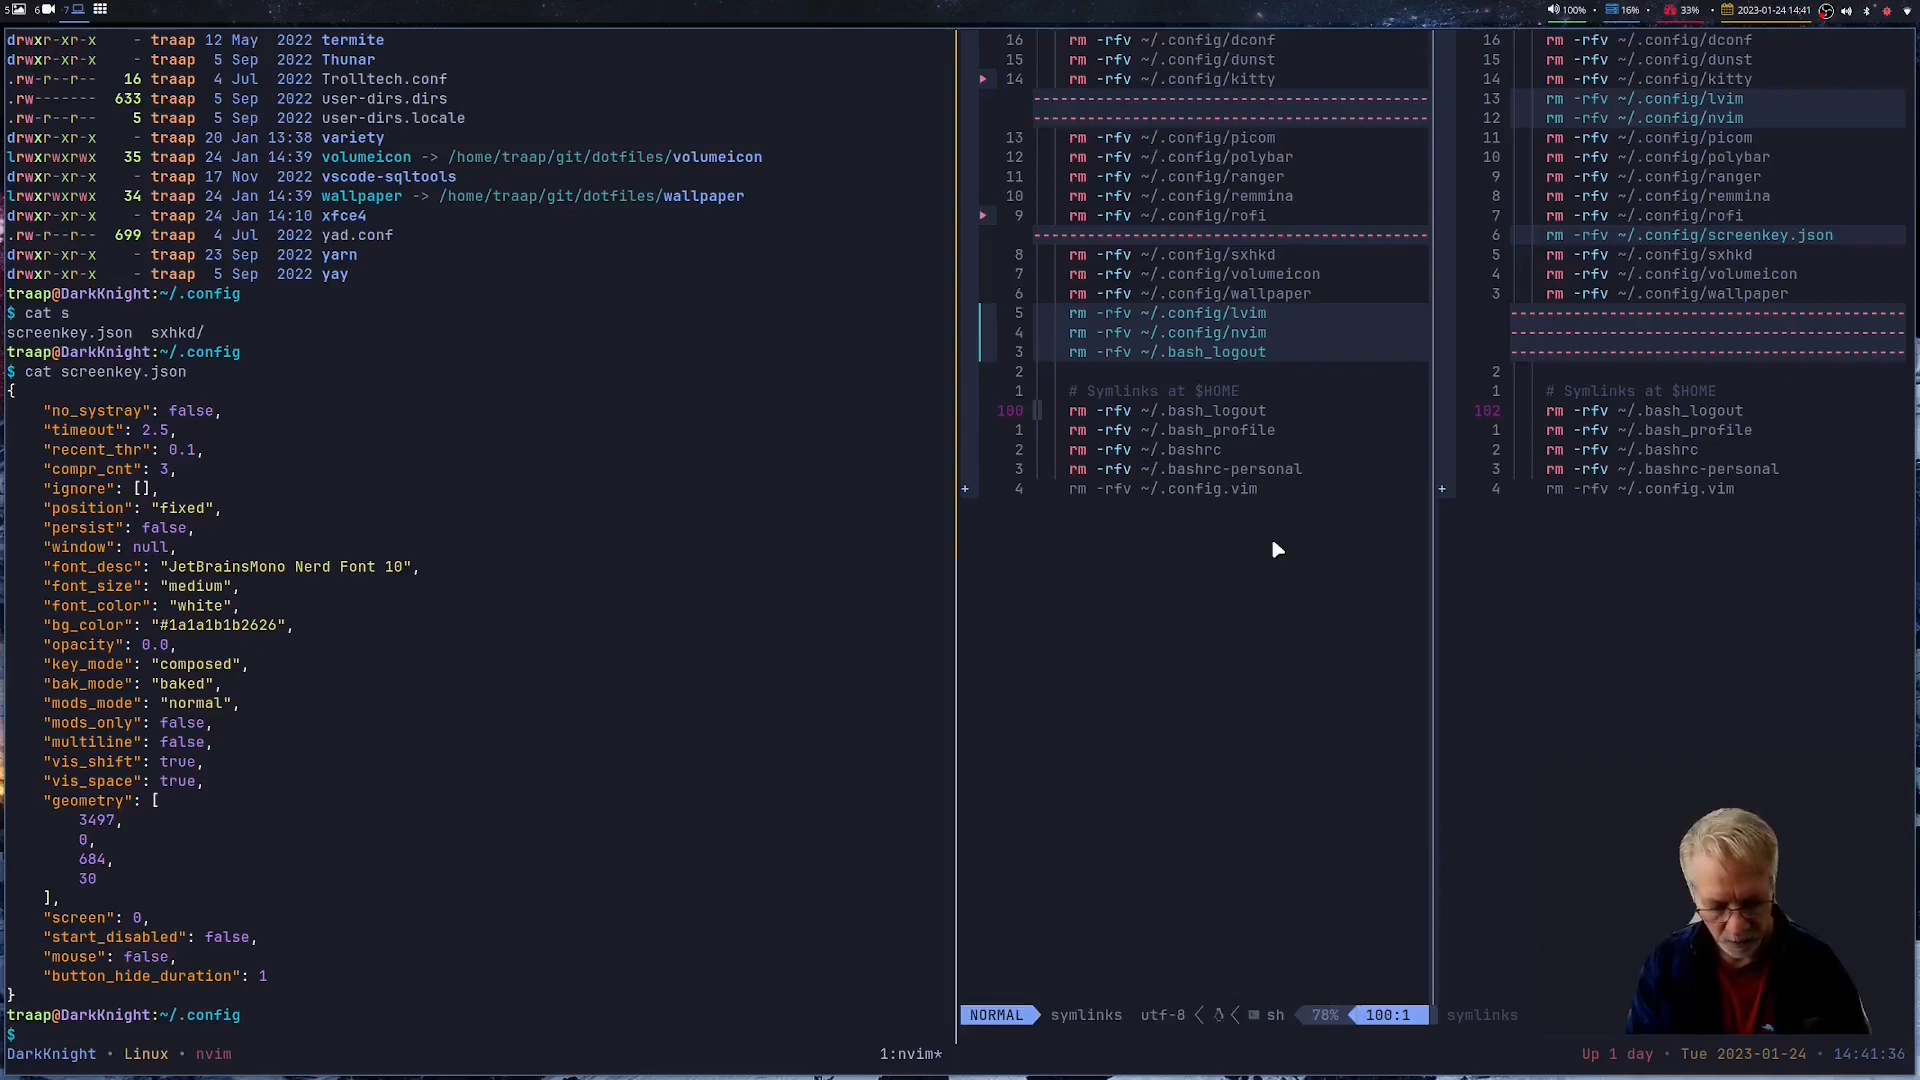 5 6 7
100% 16% 33% 2023-01-24 14:41
drwxr-xr-x - traap 12 May 2022 termite
drwxr-xr-x - traap 5 Sep 2022 Thunar
.rw-r--r-- 16 traap 4 Jul 2022 Trolltech.conf
.rw------- 633 traap 5 Sep 2022 user-dirs.dirs
.rw-r--r-- 5 traap 5 Sep 2022 user-dirs.locale
drwxr-xr-x - traap 20 Jan 13:38 variety
lrwxrwxrwx 35 traap 24 Jan 14:39 volumeicon -> /home/traap/git/dotfiles/volumeicon
drwxr-xr-x - traap 17 Nov 2022 vscode-sqltools
lrwxrwxrwx 34 traap 24 Jan 14:39 wallpaper -> /home/traap/git/dotfiles/wallpaper
drwxr-xr-x - traap 24 Jan 14:10 xfce4
.rw-r--r-- 699 traap 4 Jul 2022 yad.conf
drwxr-xr-x - traap 23 Sep 2022 yarn
drwxr-xr-x - traap 5 Sep 2022 yay
traap@DarkKnight:~/.config
$ cat s
screenkey.json sxhkd/
traap@DarkKnight:~/.config
$ cat screenkey.json
{
"no_systray": false,
"timeout": 2.5,
"recent_thr": 0.1,
"compr_cnt": 3,
"ignore": [],
"position": "fixed",
"persist": false,
"window": null,
"font_desc": "JetBrainsMono Nerd Font 10",
"font_size": "medium",
"font_color": "white",
"bg_color": "#1a1a1b1b2626",
"opacity": 0.0,
"key_mode": "composed",
"bak_mode": "baked",
"mods_mode": "normal",
"mods_only": false,
"multiline": false,
"vis_shift": true,
"vis_space": true,
"geometry": [
3497,
0,
684,
30
],
"screen": 0,
"start_disabled": false,
"mouse": false,
"button_hide_duration": 1
}
traap@DarkKnight:~/.config
$
16 rm -rfv ~/.config/dconf
15 rm -rfv ~/.config/dunst
14 rm -rfv ~/.config/kitty
13 rm -rfv ~/.config/picom
12 rm -rfv ~/.config/polybar
11 rm -rfv ~/.config/ranger
10 rm -rfv ~/.config/remmina
9 rm -rfv ~/.config/rofi
8 rm -rfv ~/.config/sxhkd
7 rm -rfv ~/.config/volumeicon
6 rm -rfv ~/.config/wallpaper
5 rm -rfv ~/.config/lvim
4 rm -rfv ~/.config/nvim
3 rm -rfv ~/.bash_logout
2
1 # Symlinks at $HOME
100 rm -rfv ~/.bash_logout
1 rm -rfv ~/.bash_profile
2 rm -rfv ~/.bashrc
3 rm -rfv ~/.bashrc-personal
+ 4 rm -rfv ~/.config.vim
16 rm -rfv ~/.config/dconf
15 rm -rfv ~/.config/dunst
14 rm -rfv ~/.config/kitty
13 rm -rfv ~/.config/lvim
12 rm -rfv ~/.config/nvim
11 rm -rfv ~/.config/picom
10 rm -rfv ~/.config/polybar
9 rm -rfv ~/.config/ranger
8 rm -rfv ~/.config/remmina
7 rm -rfv ~/.config/rofi
6 rm -rfv ~/.config/screenkey.json
5 rm -rfv ~/.config/sxhkd
4 rm -rfv ~/.config/volumeicon
3 rm -rfv ~/.config/wallpaper
2
1 # Symlinks at $HOME
102 rm -rfv ~/.bash_logout
1 rm -rfv ~/.bash_profile
2 rm -rfv ~/.bashrc
3 rm -rfv ~/.bashrc-personal
+ 4 rm -rfv ~/.config.vim
NORMAL symlinks utf-8 sh 78% 100:1 symlinks
DarkKnight • Linux • nvim 1:nvim* Up 1 day • Tue 2023-01-24 • 14:41:36